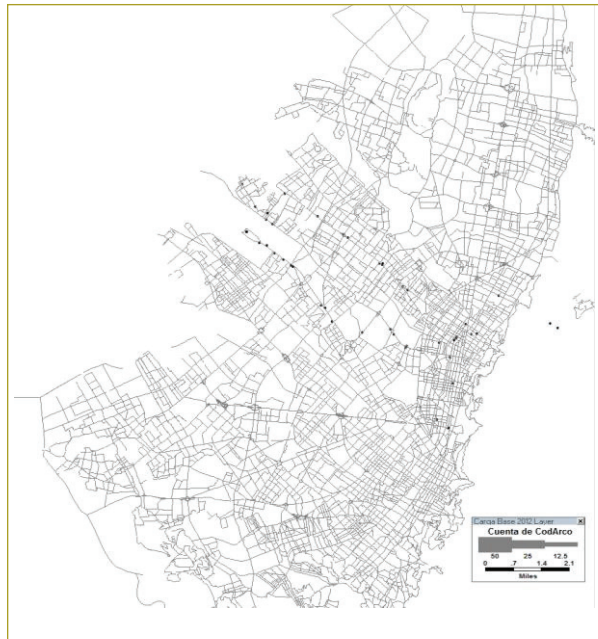 Carga Base 2012 Layer
Cuenta de CodArco
50 25 12.5
0 .7 1.4 2.1
Miles